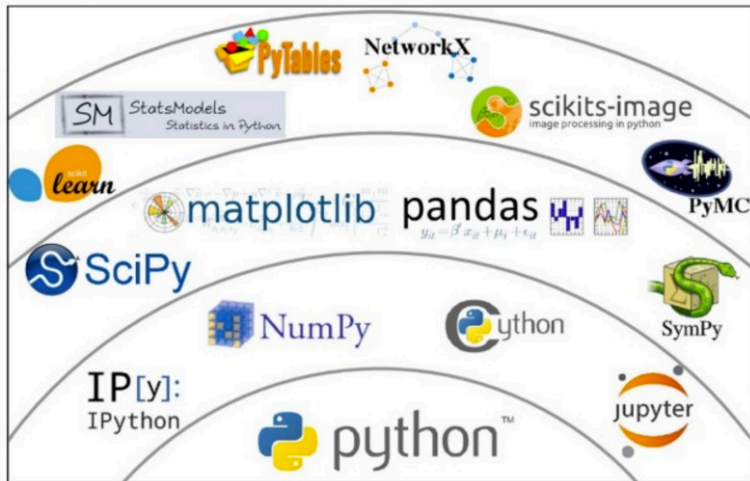 PyTables
NetworkX
SM StatsModels
Statistics in Python
scikits-image
image processing in python
scikit
learn
PyMC
matplotlib
pandas
SciPy
SymPy
NumPy
Cython
IP[y]:
IPython
Jupyter
python™